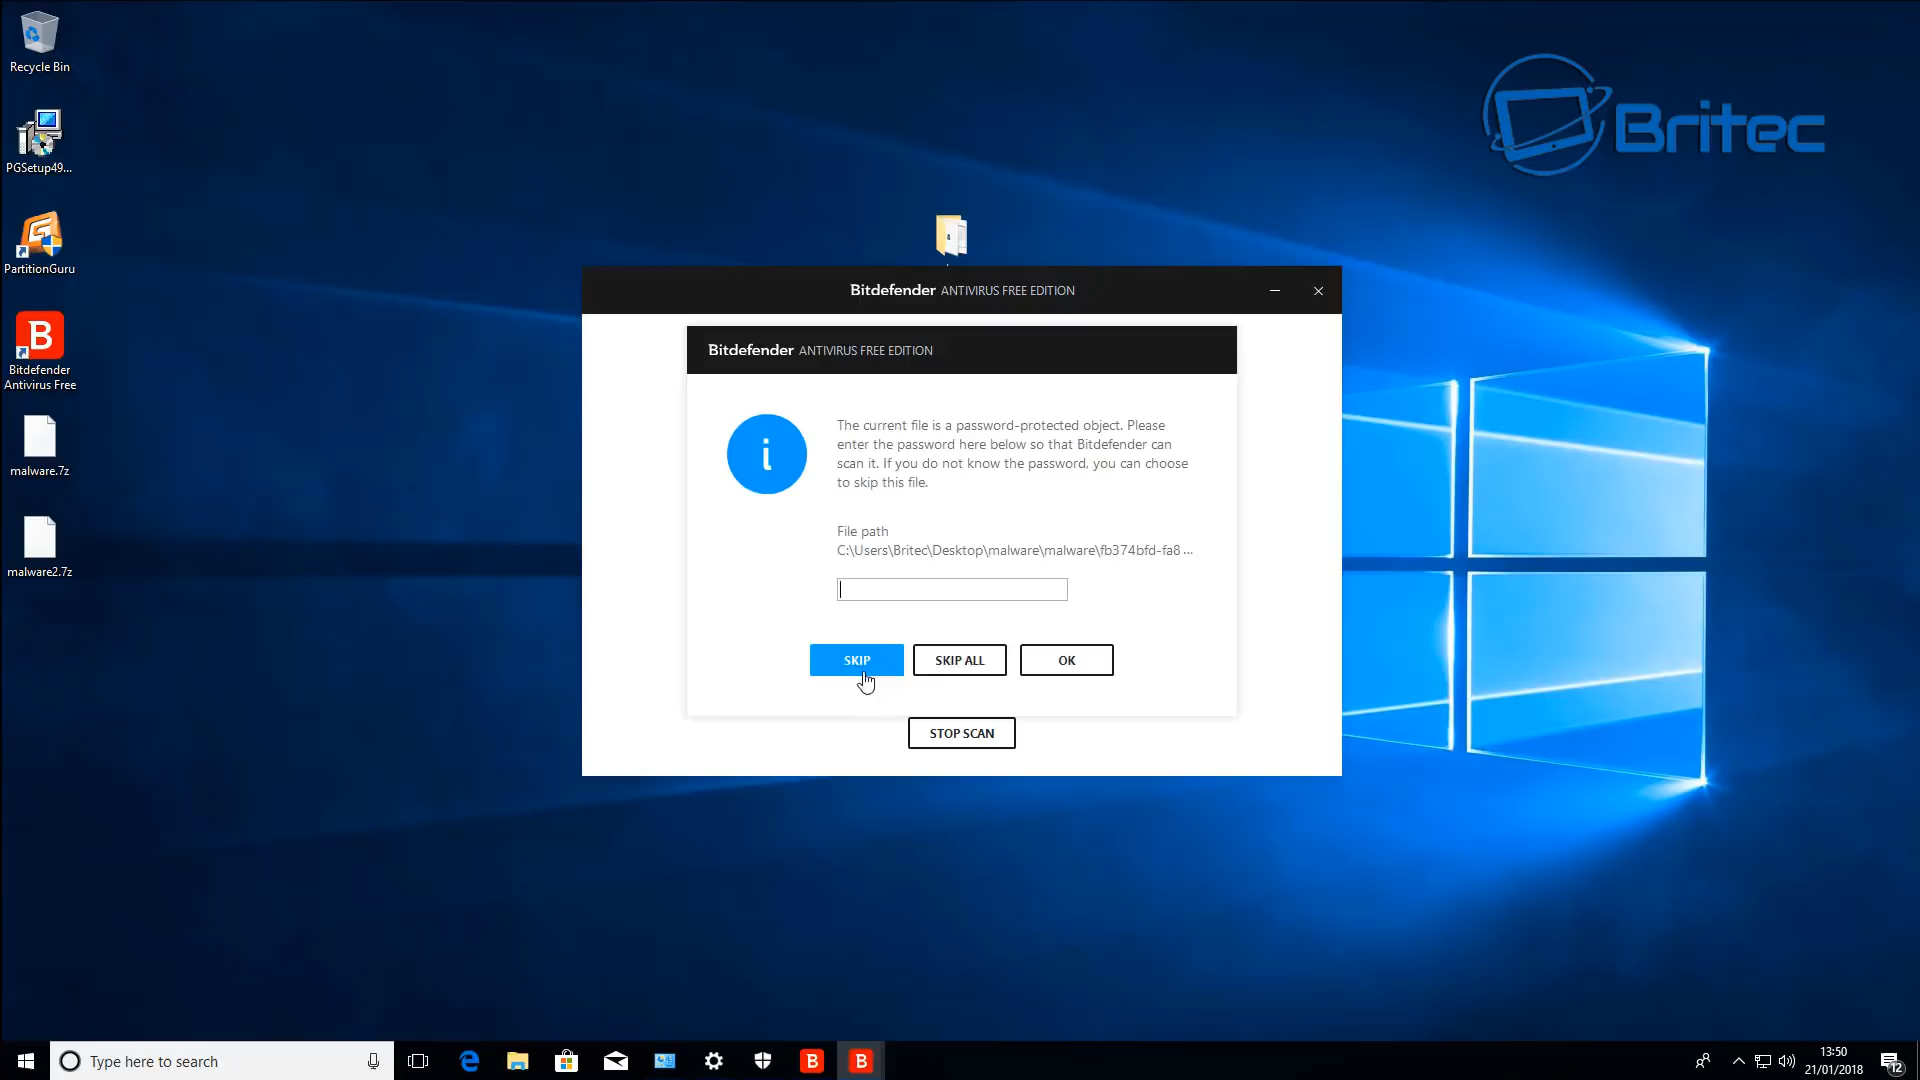 Recycle Bin
PGSetup49...
PartitionGuru
Bitdefender
Antivirus Free
malware.7z
malware2.7z
Britec
Bitdefender ANTIVIRUS FREE EDITION
Bitdefender ANTIVIRUS FREE EDITION
The current file is a password-protected object. Please
enter the password here below so that Bitdefender can
scan it. If you do not know the password, you can choose
to skip this file.
File path
C:\Users\Britec\Desktop\malware\malware\fb374bfd-fa8 ...
SKIP
SKIP ALL
OK
STOP SCAN
Type here to search
13:50
21/01/2018
12